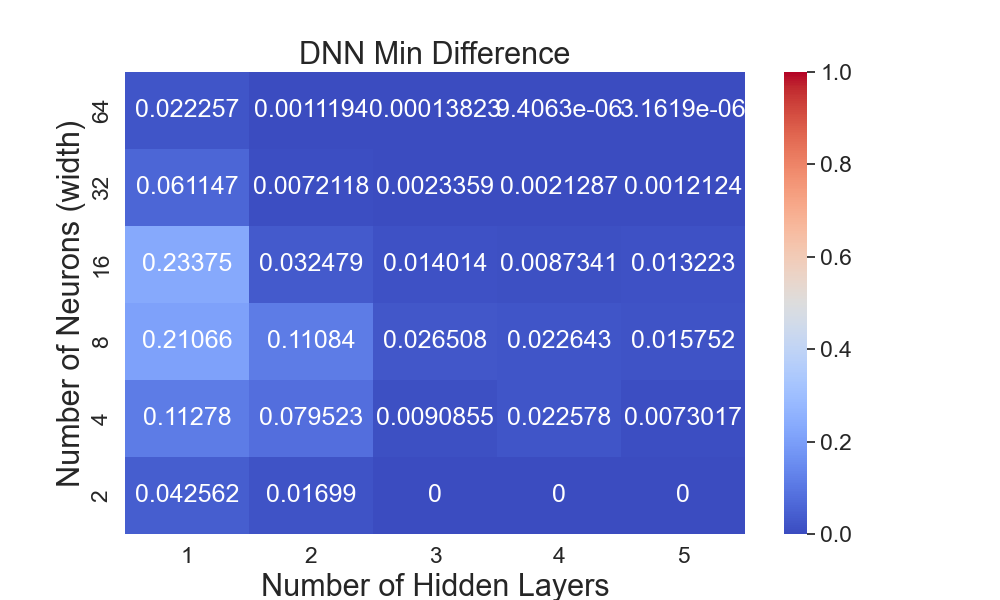 DNN Min Difference
64 0.022257 0.0011194 0.00013823 9.4063e-06 3.1619e-06
32 0.061147 0.0072118 0.0023359 0.0021287 0.0012124
16 0.23375 0.032479 0.014014 0.0087341 0.013223
8 0.21066 0.11084 0.026508 0.022643 0.015752
4 0.11278 0.079523 0.0090855 0.022578 0.0073017
2 0.042562 0.01699 0 0 0
1 2 3 4 5
Number of Hidden Layers
Number of Neurons (width)
1.0
0.8
0.6
0.4
0.2
0.0